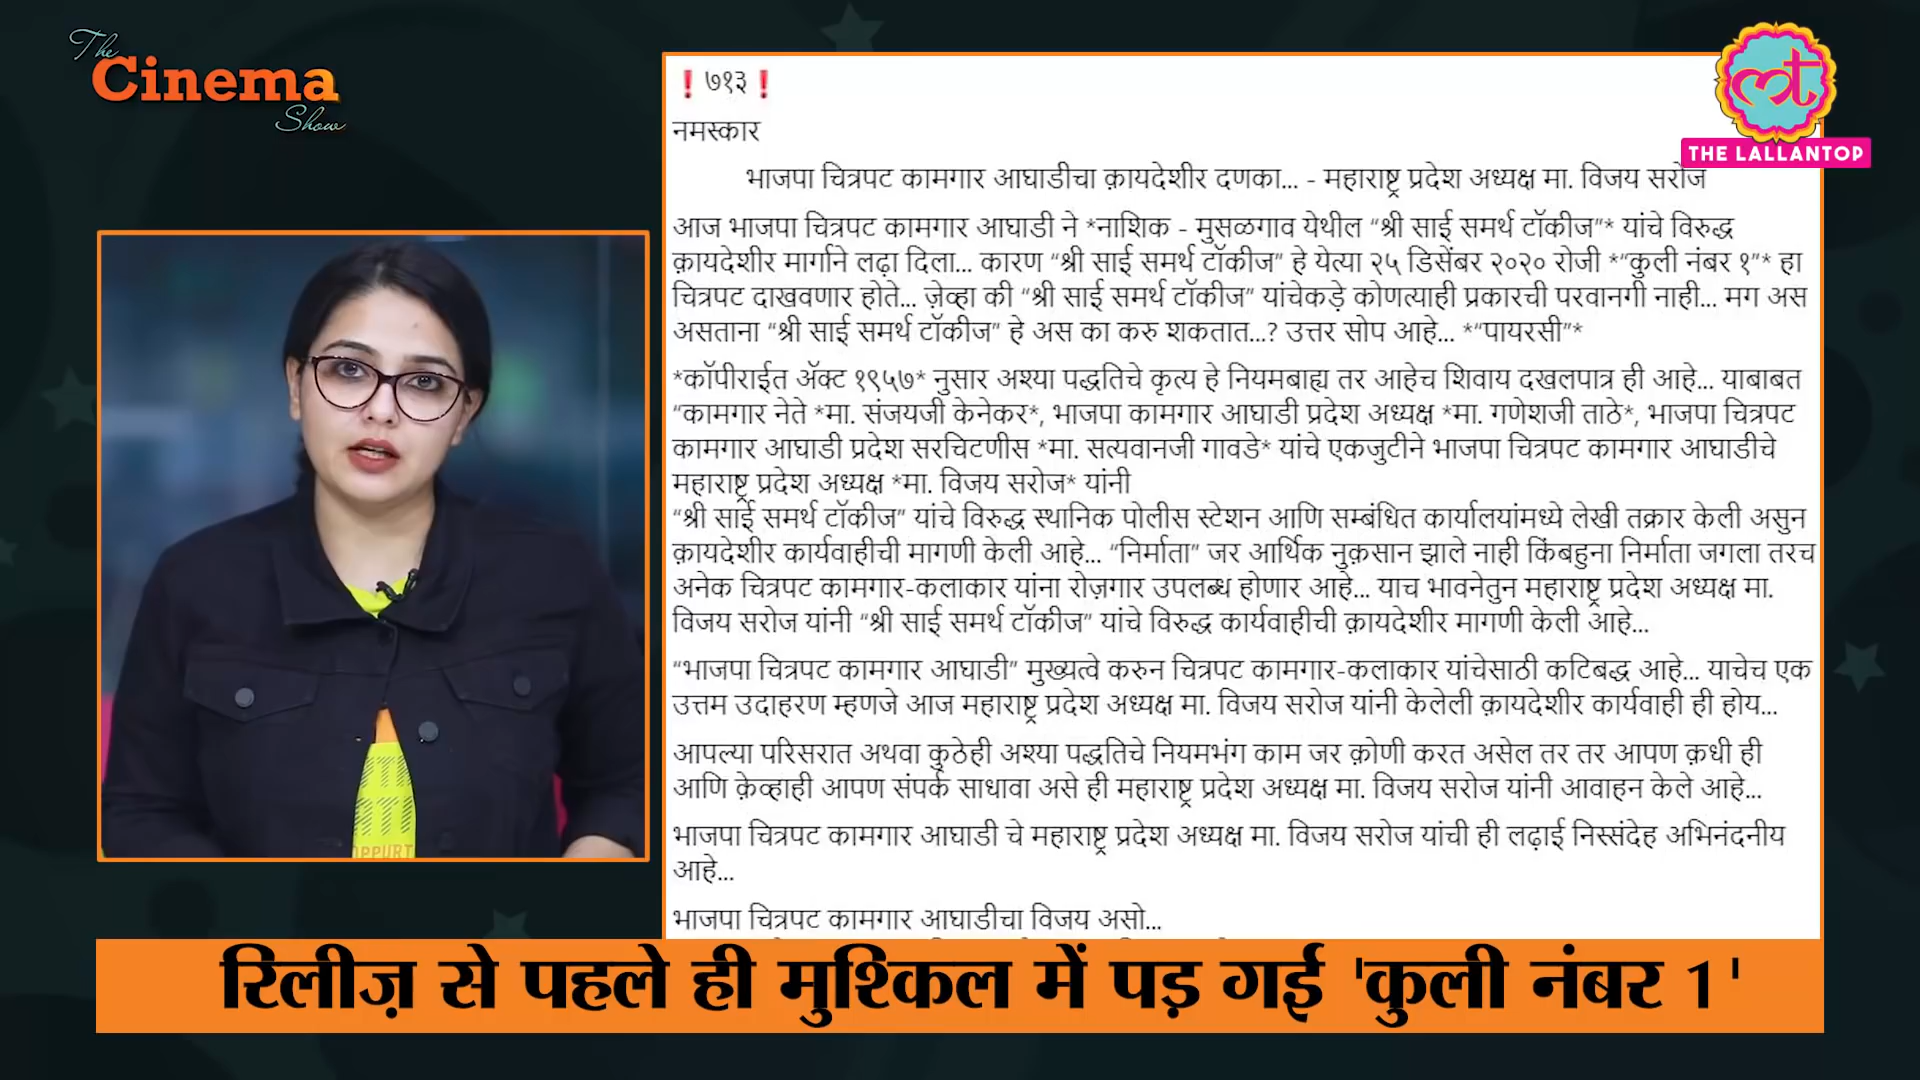 The
Cinema
Show
THE LALLANTOP
❗७१३❗
नमस्कार
भाजपा चित्रपट कामगार आघाडीचा क़ायदेशीर दणका... - महाराष्ट्र प्रदेश अध्यक्ष मा. विजय सरोज
आज भाजपा चित्रपट कामगार आघाडी ने *नाशिक - मुसळगाव येथील “श्री साई समर्थ टॉकीज”* यांचे विरुद्ध
क़ायदेशीर मार्गाने लढ़ा दिला... कारण “श्री साई समर्थ टॉकीज” हे येत्या २५ डिसेंबर २०२० रोजी *“कुली नंबर १”* हा
चित्रपट दाखवणार होते... ज़ेव्हा की “श्री साई समर्थ टॉकीज” यांचेकड़े कोणत्याही प्रकारची परवानगी नाही... मग अस
असताना “श्री साई समर्थ टॉकीज” हे अस का करु शकतात...? उत्तर सोप आहे... *“पायरसी”*
*कॉपीराईत ॲक्ट १९५७* नुसार अश्या पद्धतिचे कृत्य हे नियमबाह्य तर आहेच शिवाय दखलपात्र ही आहे... याबाबत
“कामगार नेते *मा. संजयजी केनेकर*, भाजपा कामगार आघाडी प्रदेश अध्यक्ष *मा. गणेशजी ताठे*, भाजपा चित्रपट
कामगार आघाडी प्रदेश सरचिटणीस *मा. सत्यवानजी गावडे* यांचे एकजुटीने भाजपा चित्रपट कामगार आघाडीचे
महाराष्ट्र प्रदेश अध्यक्ष *मा. विजय सरोज* यांनी
“श्री साई समर्थ टॉकीज” यांचे विरुद्ध स्थानिक पोलीस स्टेशन आणि सम्बंधित कार्यालयांमध्ये लेखी तक्रार केली असुन
क़ायदेशीर कार्यवाहीची मागणी केली आहे... “निर्माता” जर आर्थिक नुक़सान झाले नाही किंबहुना निर्माता जगला तरच
अनेक चित्रपट कामगार-कलाकार यांना रोज़गार उपलब्ध होणार आहे... याच भावनेतुन महाराष्ट्र प्रदेश अध्यक्ष मा.
विजय सरोज यांनी “श्री साई समर्थ टॉकीज” यांचे विरुद्ध कार्यवाहीची क़ायदेशीर मागणी केली आहे...
“भाजपा चित्रपट कामगार आघाडी” मुख्यत्वे करुन चित्रपट कामगार-कलाकार यांचेसाठी कटिबद्ध आहे... याचेच एक
उत्तम उदाहरण म्हणजे आज महाराष्ट्र प्रदेश अध्यक्ष मा. विजय सरोज यांनी केलेली क़ायदेशीर कार्यवाही ही होय...
आपल्या परिसरात अथवा कुठेही अश्या पद्धतिचे नियमभंग काम जर क़ोणी करत असेल तर तर आपण क़धी ही
आणि क़ेव्हाही आपण संपर्क साधावा असे ही महाराष्ट्र प्रदेश अध्यक्ष मा. विजय सरोज यांनी आवाहन केले आहे...
भाजपा चित्रपट कामगार आघाडी चे महाराष्ट्र प्रदेश अध्यक्ष मा. विजय सरोज यांची ही लढ़ाई निस्संदेह अभिनंदनीय
आहे...
भाजपा चित्रपट कामगार आघाडीचा विजय असो...
रिलीज़ से पहले ही मुश्किल में पड़ गई 'कुली नंबर 1'